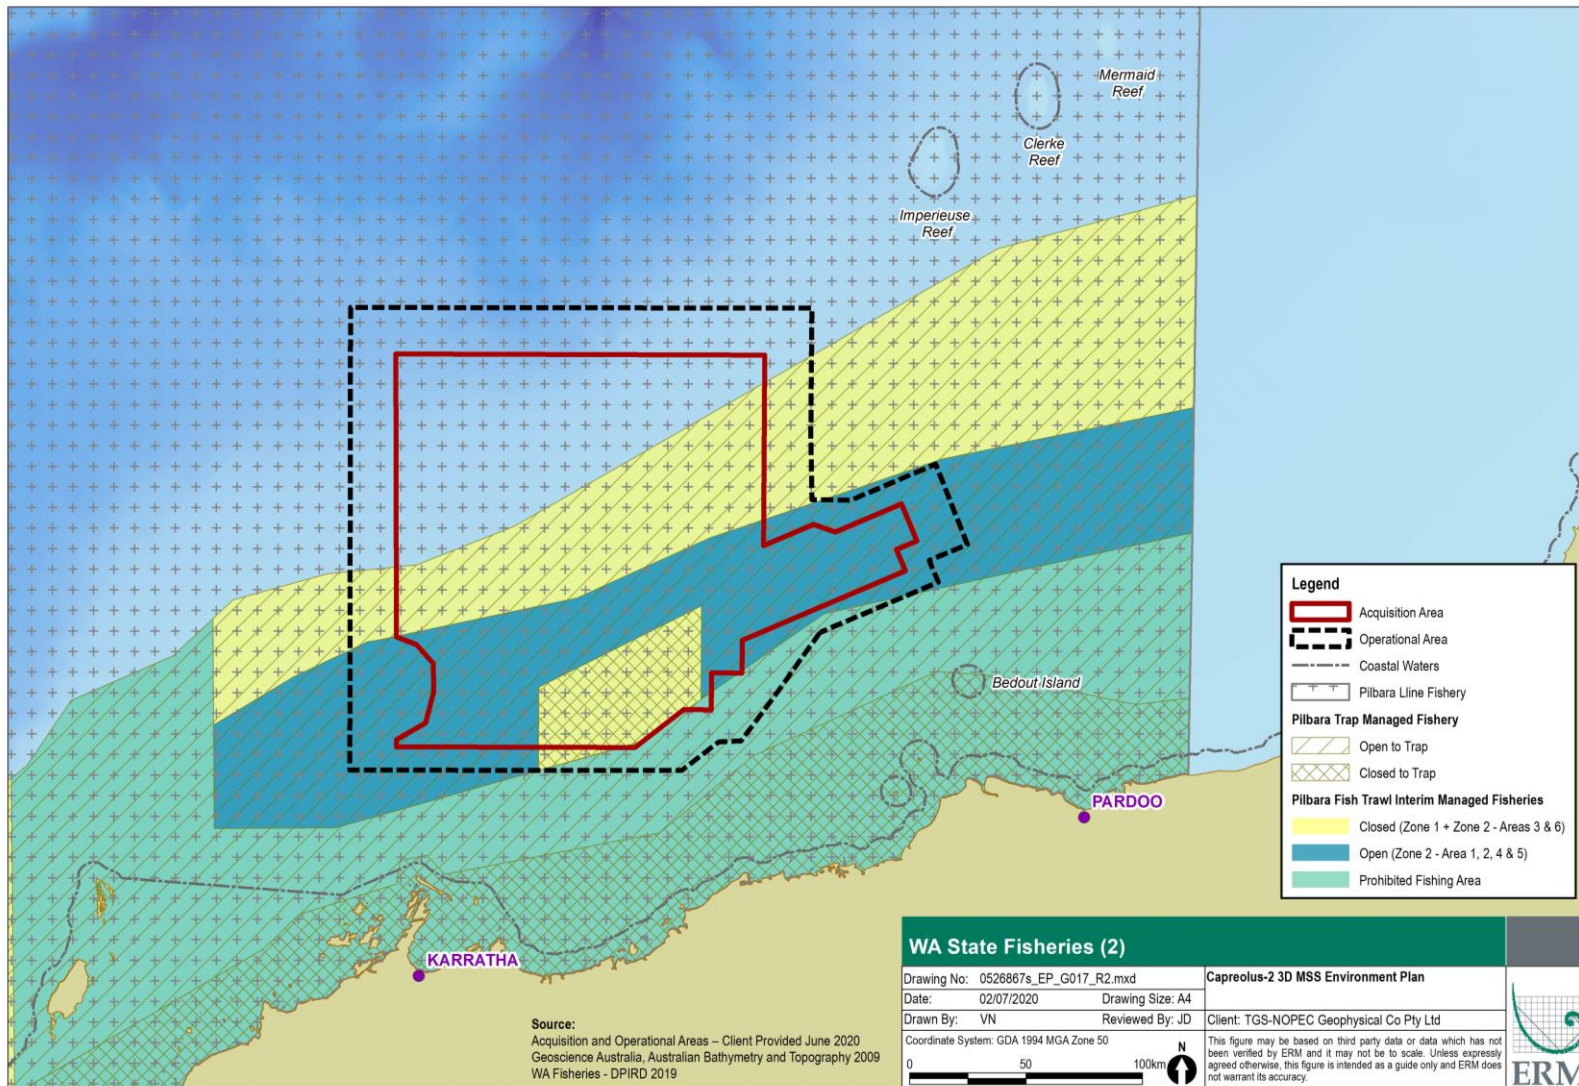 Mermaid
Reef
Clerke
Reef
Imperieuse
Reef
Bedout Island
PARDOO
KARRATHA
Legend
Acquisition Area
Operational Area
Coastal Waters
Pilbara Lline Fishery
Pilbara Trap Managed Fishery
Open to Trap
Closed to Trap
Pilbara Fish Trawl Interim Managed Fisheries
Closed (Zone 1 + Zone 2 - Areas 3 & 6)
Open (Zone 2 - Area 1, 2, 4 & 5)
Prohibited Fishing Area
Source:
Acquisition and Operational Areas – Client Provided June 2020
Geoscience Australia, Australian Bathymetry and Topography 2009
WA Fisheries - DPIRD 2019
WA State Fisheries (2)
Drawing No: 0526867s_EP_G017_R2.mxd
Date: 02/07/2020 Drawing Size: A4
Drawn By: VN Reviewed By: JD
Coordinate System: GDA 1994 MGA Zone 50
0 50 100km
N
Capreolus-2 3D MSS Environment Plan
Client: TGS-NOPEC Geophysical Co Pty Ltd
This figure may be based on third party data or data which has not
been verified by ERM and it may not be to scale. Unless expressly
agreed otherwise, this figure is intended as a guide only and ERM does
not warrant its accuracy.
ERM